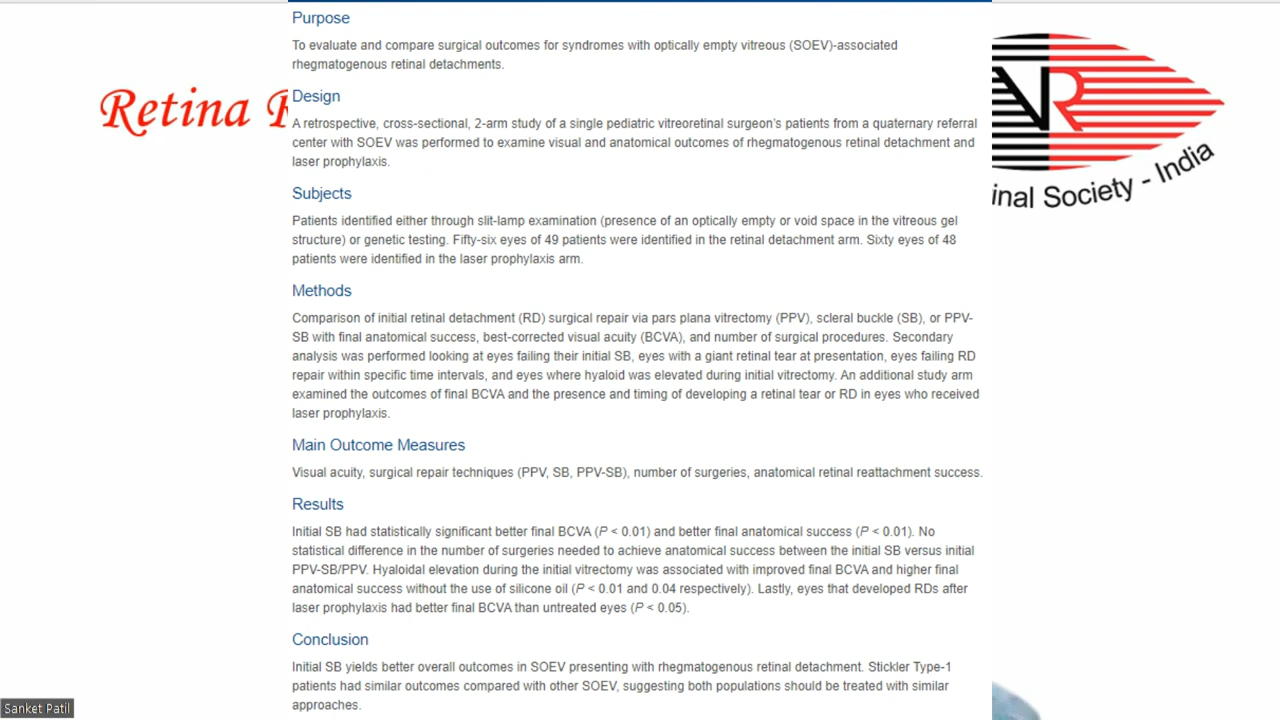 Purpose
To evaluate and compare surgical outcomes for syndromes with optically empty vitreous (SOEV)-associated
rhegmatogenous retinal detachments.
Retina
Design
A retrospective, cross-sectional, 2-arm study of a single pediatric vitreoretinal surgeon's patients from a quaternary referral
center with SOEV was performed to examine visual and anatomical outcomes of rhegmatogenous retinal detachment and
laser prophylaxis.
VR
inal Society - India
Subjects
Patients identified either through slit-lamp examination (presence of an optically empty or void space in the vitreous gel
structure) or genetic testing. Fifty-six eyes of 49 patients were identified in the retinal detachment arm. Sixty eyes of 48
patients were identified in the laser prophylaxis arm.
Methods
Comparison of initial retinal detachment (RD) surgical repair via pars plana vitrectomy (PPV), scleral buckle (SB), or PPV-
SB with final anatomical success, best-corrected visual acuity (BCVA), and number of surgical procedures. Secondary
analysis was performed looking at eyes failing their initial SB, eyes with a giant retinal tear at presentation, eyes failing RD
repair within specific time intervals, and eyes where hyaloid was elevated during initial vitrectomy. An additional study arm
examined the outcomes of final BCVA and the presence and timing of developing a retinal tear or RD in eyes who received
laser prophylaxis.
Main Outcome Measures
Visual acuity, surgical repair techniques (PPV, SB, PPV-SB), number of surgeries, anatomical retinal reattachment success.
Results
Initial SB had statistically significant better final BCVA (P < 0.01) and better final anatomical success (P < 0.01). No
statistical difference in the number of surgeries needed to achieve anatomical success between the initial SB versus initial
PPV-SB/PPV. Hyaloidal elevation during the initial vitrectomy was associated with improved final BCVA and higher final
anatomical success without the use of silicone oil (P < 0.01 and 0.04 respectively). Lastly, eyes that developed RDs after
laser prophylaxis had better final BCVA than untreated eyes (P < 0.05).
Conclusion
Initial SB yields better overall outcomes in SOEV presenting with rhegmatogenous retinal detachment. Stickler Type-1
patients had similar outcomes compared with other SOEV, suggesting both populations should be treated with similar
approaches.
Sanket Patil